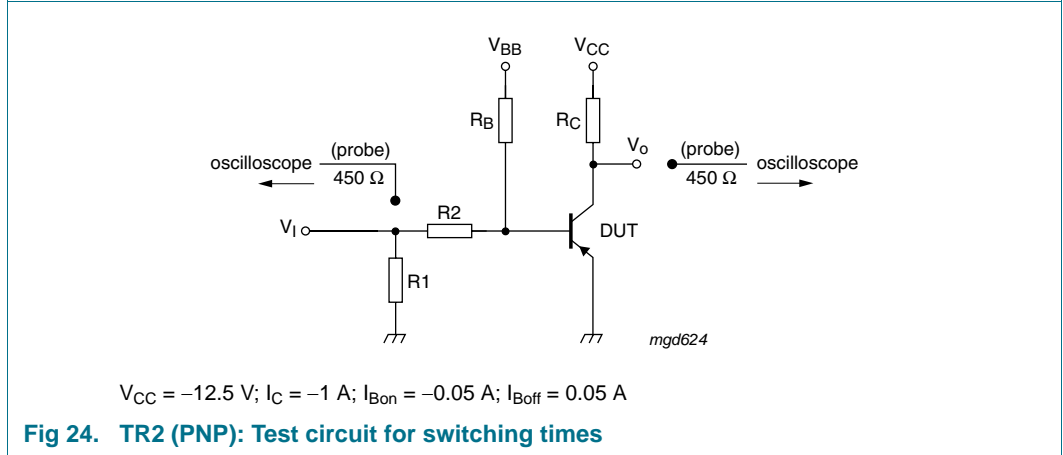 VBB VCC
RB RC
Vo
(probe) (probe)
oscilloscope oscilloscope
450 Ω 450 Ω
R2
VI DUT
R1
mgd624
VCC = −12.5 V; IC = −1 A; IBon = −0.05 A; IBoff = 0.05 A
Fig 24. TR2 (PNP): Test circuit for switching times